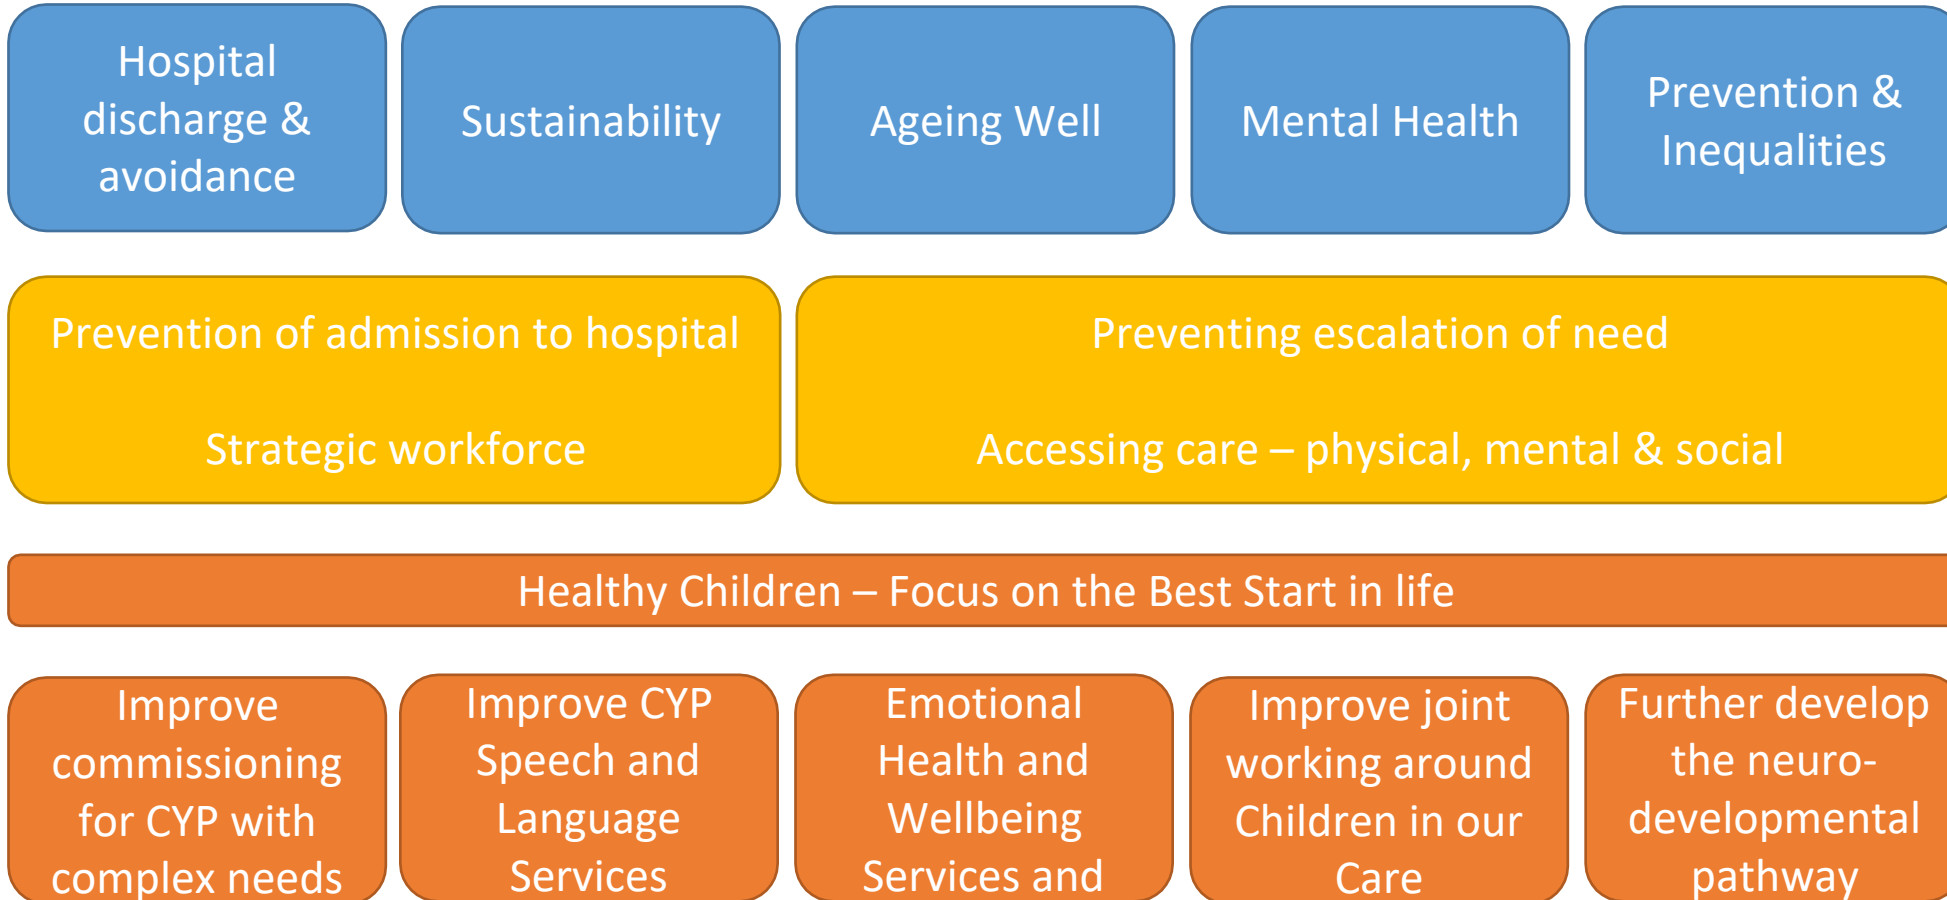 Hospital
discharge &
avoidance
Sustainability
Ageing Well
Mental Health
Prevention &
Inequalities
Prevention of admission to hospital
Strategic workforce
Preventing escalation of need
Accessing care – physical, mental & social
Healthy Children – Focus on the Best Start in life
Improve
commissioning
for CYP with
complex needs
Improve CYP
Speech and
Language
Services
Emotional
Health and
Wellbeing
Services and
Improve joint
working around
Children in our
Care
Further develop
the neuro-
developmental
pathway